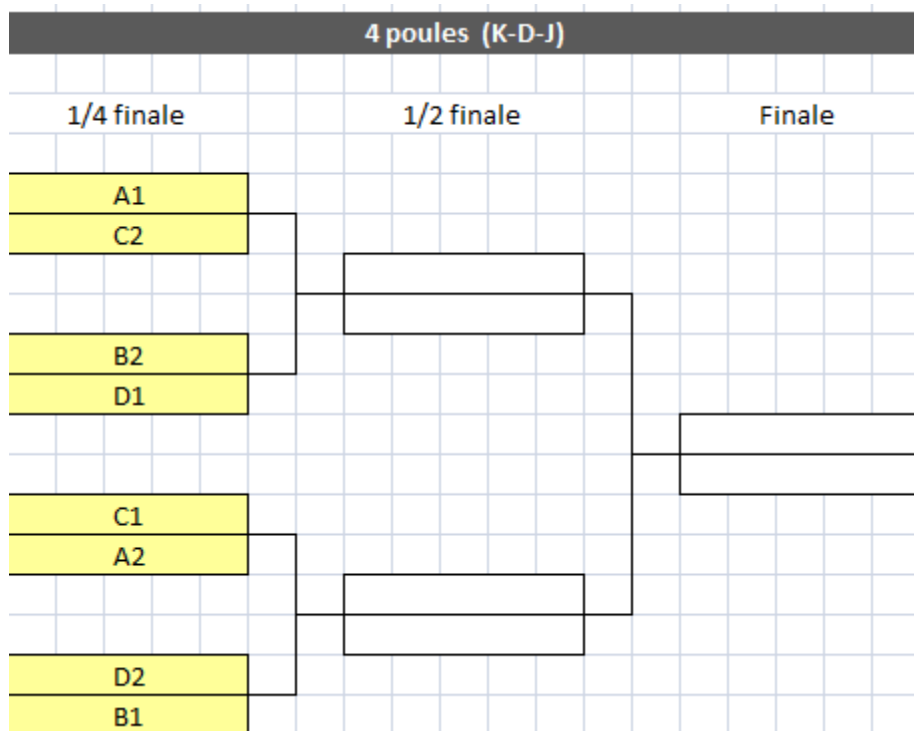 4 poules (K-D-J)
1/4 finale 1/2 finale Finale
A1
C2
B2
D1
C1
A2
D2
B1